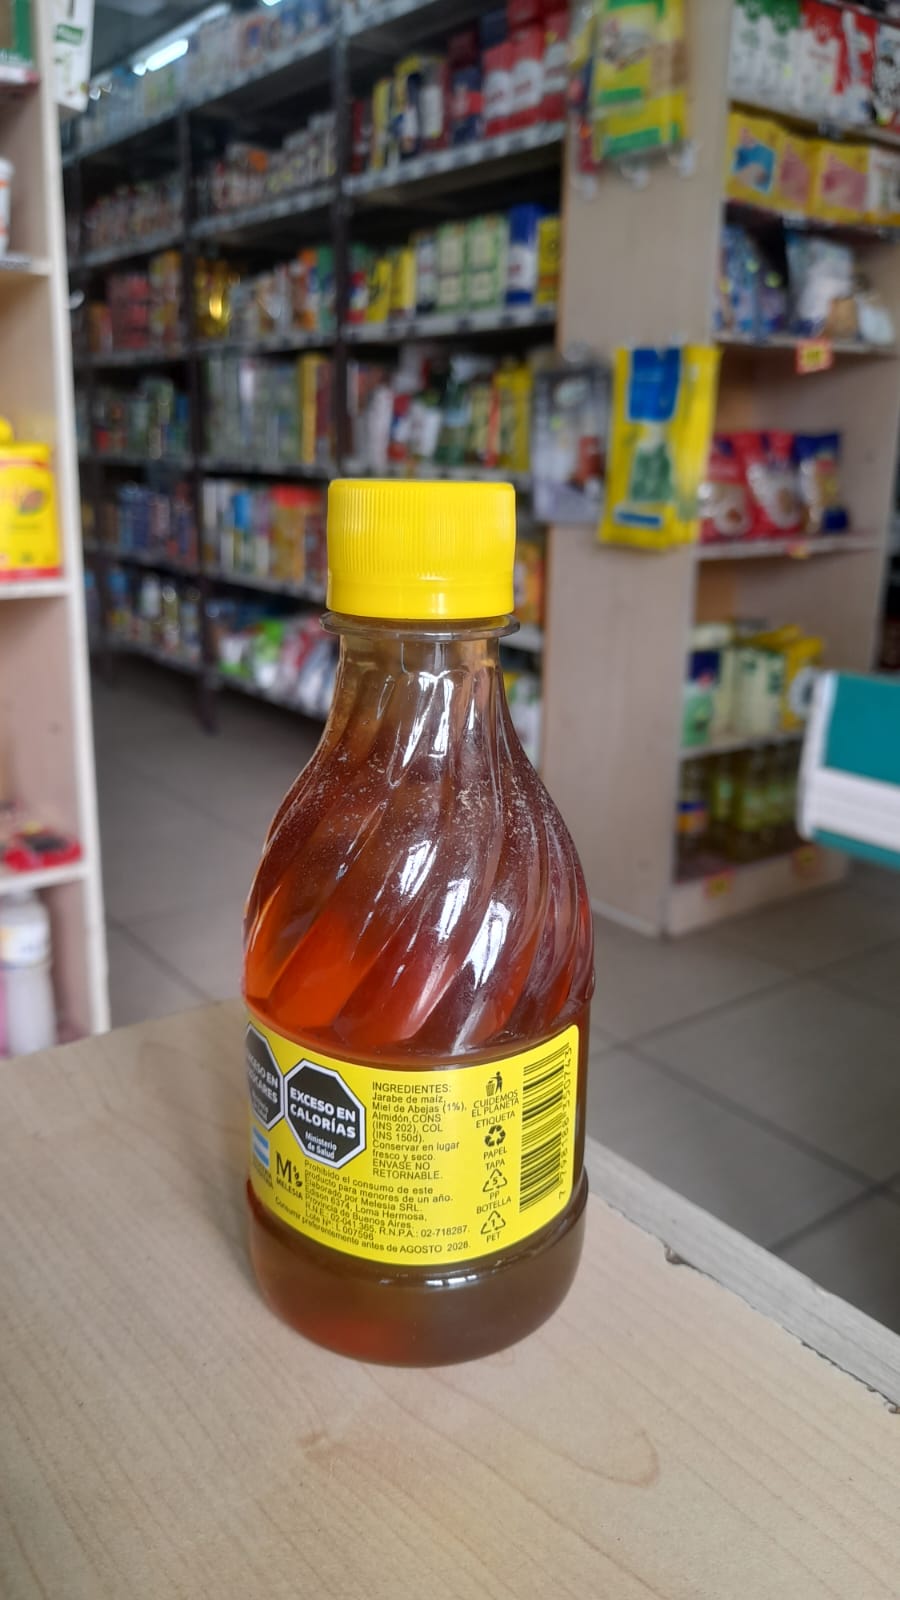 EXCESO EN
CALORÍAS
Ministerio
de Salud
INGREDIENTES:
Jarabe de maíz,
Miel de Abejas (1%),
Almidón,CONS
(INS 202), COL
(INS 150d).
Conservar en lugar
fresco y seco.
ENVASE NO
RETORNABLE.
M
MELESIA
Prohibido el consumo de este
producto para menores de un año.
Elaborado por Melesia SRL.
Edison 6374, Loma Hermosa,
Provincia de Buenos Aires.
R.N.E.: 02-041 365. R.N.P.A.: 02-718287.
Lote N°: L 007596
Consumir preferentemente antes de AGOSTO 2028.
CUIDEMOS
EL PLANETA
ETIQUETA
PAPEL
TAPA
5
PP
BOTELLA
1
PET